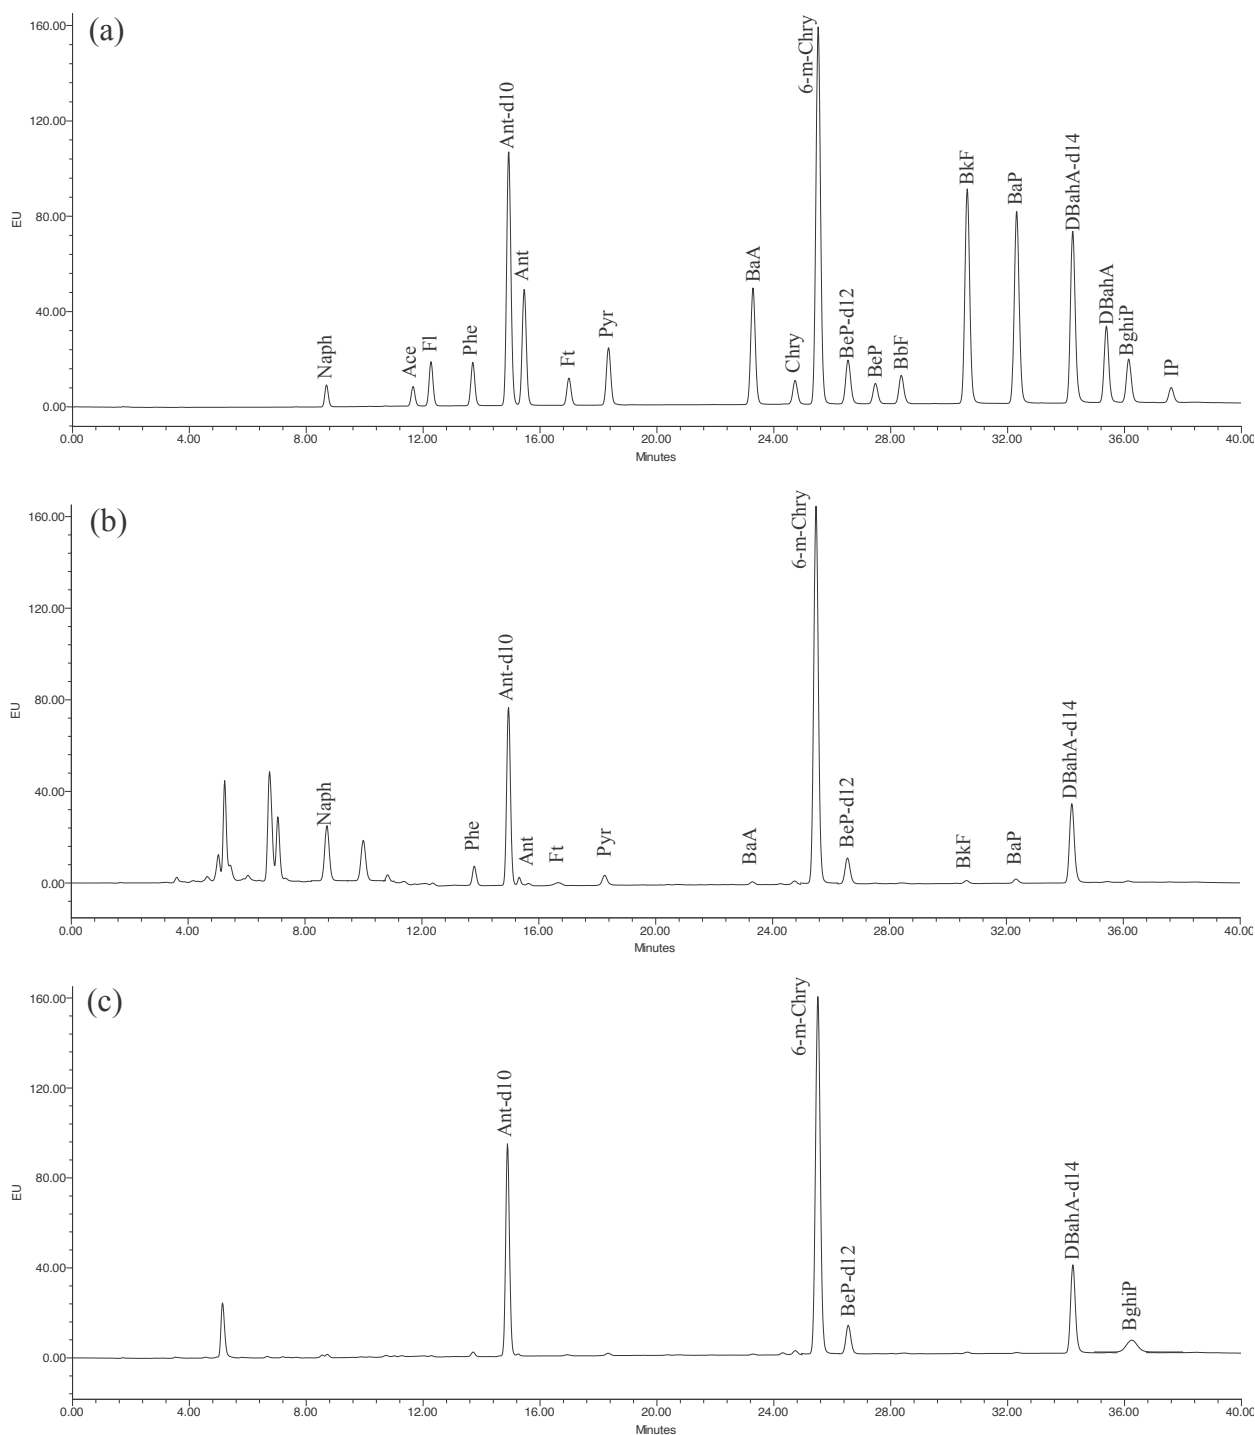 (a)
160.00
120.00
80.00
40.00
0.00
EU
Naph
Ace
Fl
Phe
Ant-d10
Ant
Ft
Pyr
BaA
Chry
6-m-Chry
BeP-d12
BeP
BbF
BkF
BaP
DBahA-d14
DBahA
BghiP
IP
0.00 4.00 8.00 12.00 16.00 20.00 24.00 28.00 32.00 36.00 40.00
Minutes
(b)
160.00
120.00
80.00
40.00
0.00
EU
Naph
Phe
Ant-d10
Ant
Ft
Pyr
BaA
6-m-Chry
BeP-d12
BkF
BaP
DBahA-d14
0.00 4.00 8.00 12.00 16.00 20.00 24.00 28.00 32.00 36.00 40.00
Minutes
(c)
160.00
120.00
80.00
40.00
0.00
EU
Ant-d10
6-m-Chry
BeP-d12
DBahA-d14
BghiP
0.00 4.00 8.00 12.00 16.00 20.00 24.00 28.00 32.00 36.00 40.00
Minutes